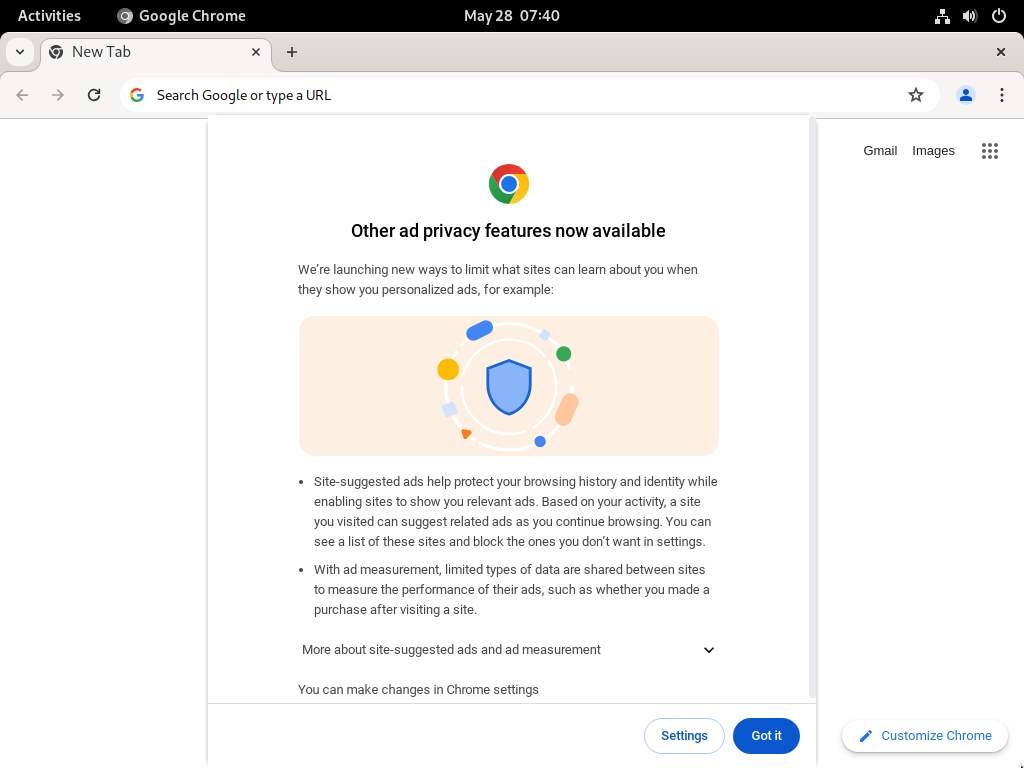 Activities Google Chrome May 28 07:40
New Tab
Search Google or type a URL
Gmail Images
Other ad privacy features now available
We’re launching new ways to limit what sites can learn about you when
they show you personalized ads, for example:
• Site-suggested ads help protect your browsing history and identity while
enabling sites to show you relevant ads. Based on your activity, a site
you visited can suggest related ads as you continue browsing. You can
see a list of these sites and block the ones you don’t want in settings.
• With ad measurement, limited types of data are shared between sites
to measure the performance of their ads, such as whether you made a
purchase after visiting a site.
More about site-suggested ads and ad measurement
You can make changes in Chrome settings
Settings Got it
Customize Chrome